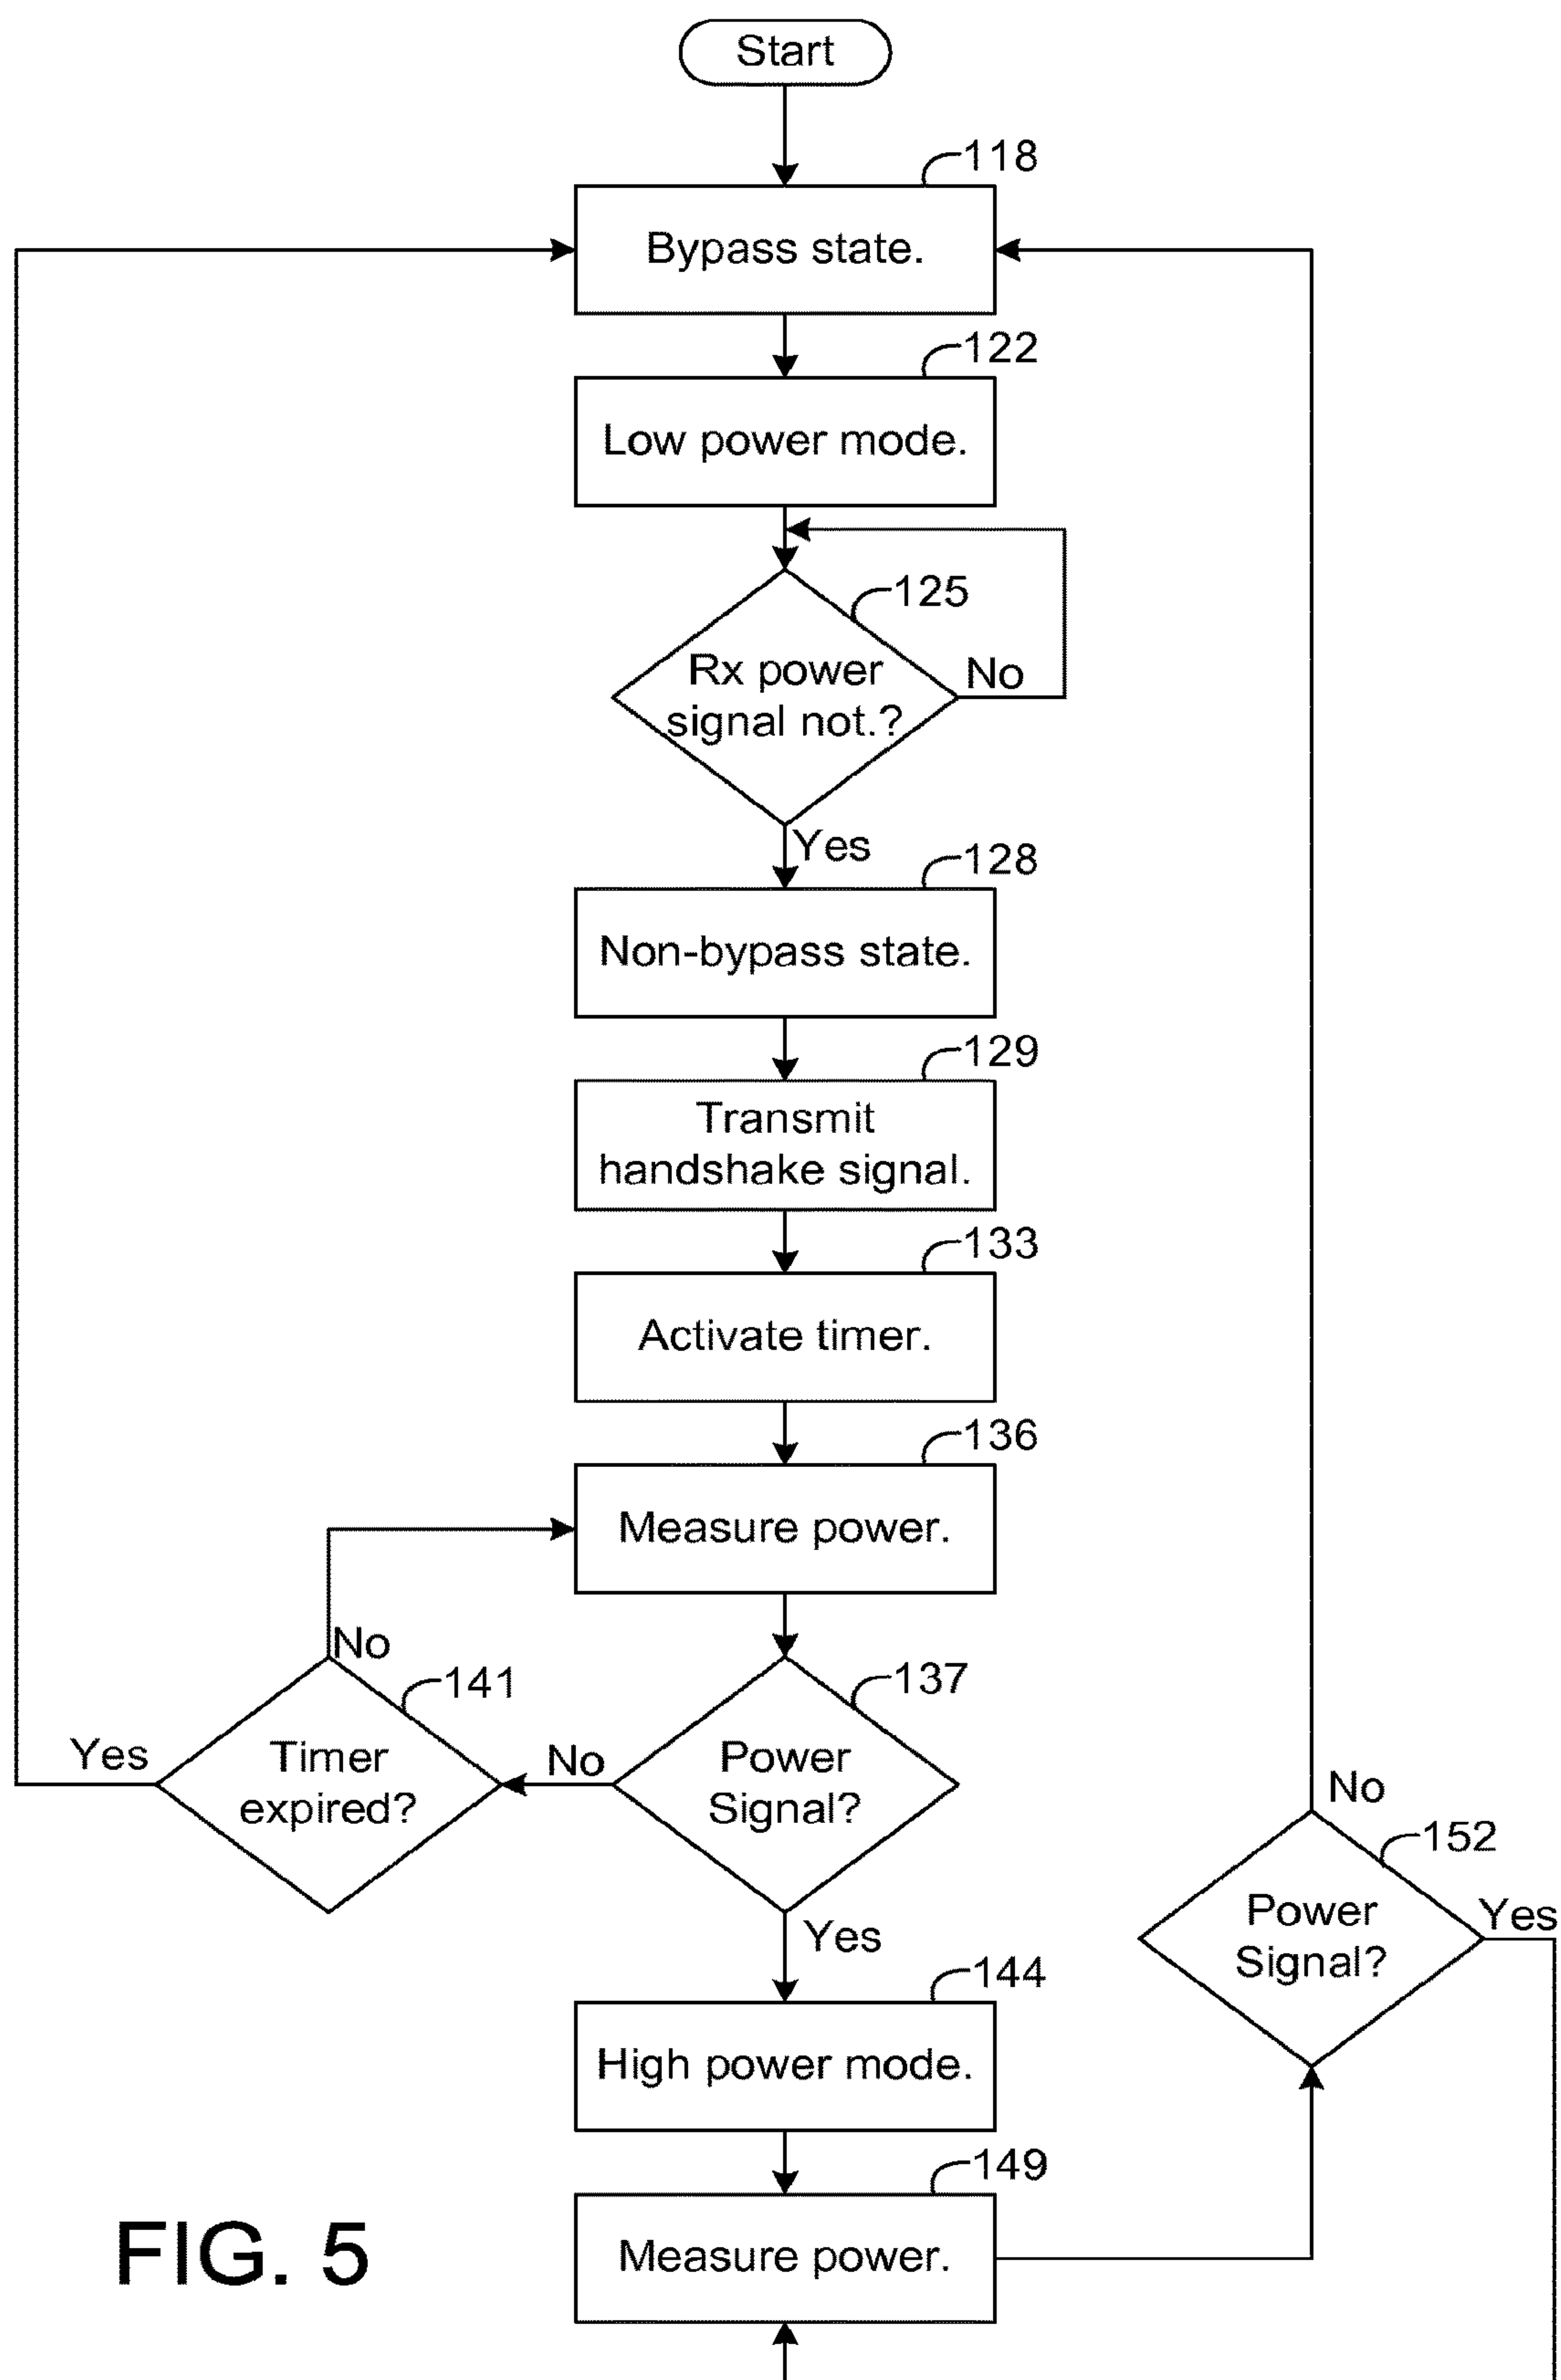 Start
118
Bypass state.
122
Low power mode.
125
Rx power
signal not.?
No
Yes
128
Non-bypass state.
129
Transmit
handshake signal.
133
Activate timer.
136
Measure power.
No
141
Timer
expired?
Yes
No
137
Power
Signal?
Yes
No
152
Power
Signal?
Yes
144
High power mode.
149
Measure power.
FIG. 5